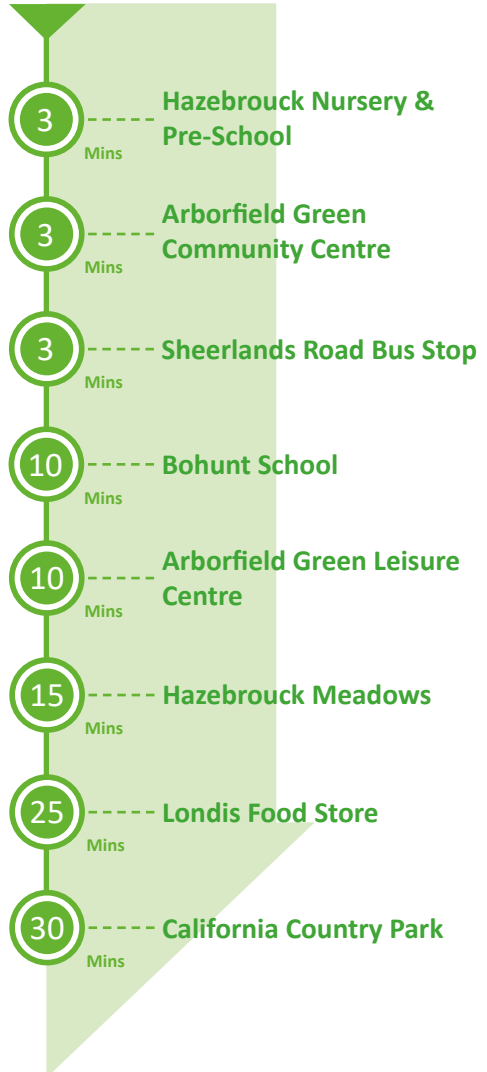 3
Mins
Hazebrouck Nursery &
Pre-School
3
Mins
Arborfield Green
Community Centre
3
Mins
Sheerlands Road Bus Stop
10
Mins
Bohunt School
10
Mins
Arborfield Green Leisure
Centre
15
Mins
Hazebrouck Meadows
25
Mins
Londis Food Store
30
Mins
California Country Park